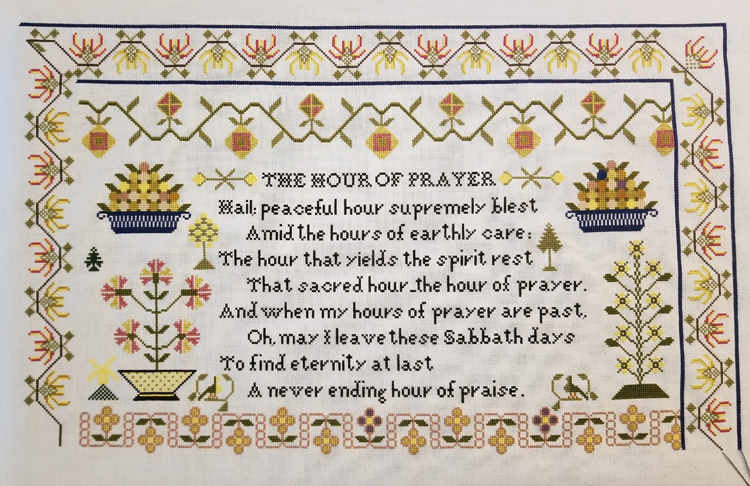 THE HOUR OF PRAYER
Hail; peaceful hour supremely blest
Amid the hours of earthly care:
The hour that yields the spirit rest
That sacred hour_the hour of prayer.
And when my hours of prayer are past,
Oh, may I leave these Sabbath days
To find eternity at last
A never ending hour of praise.